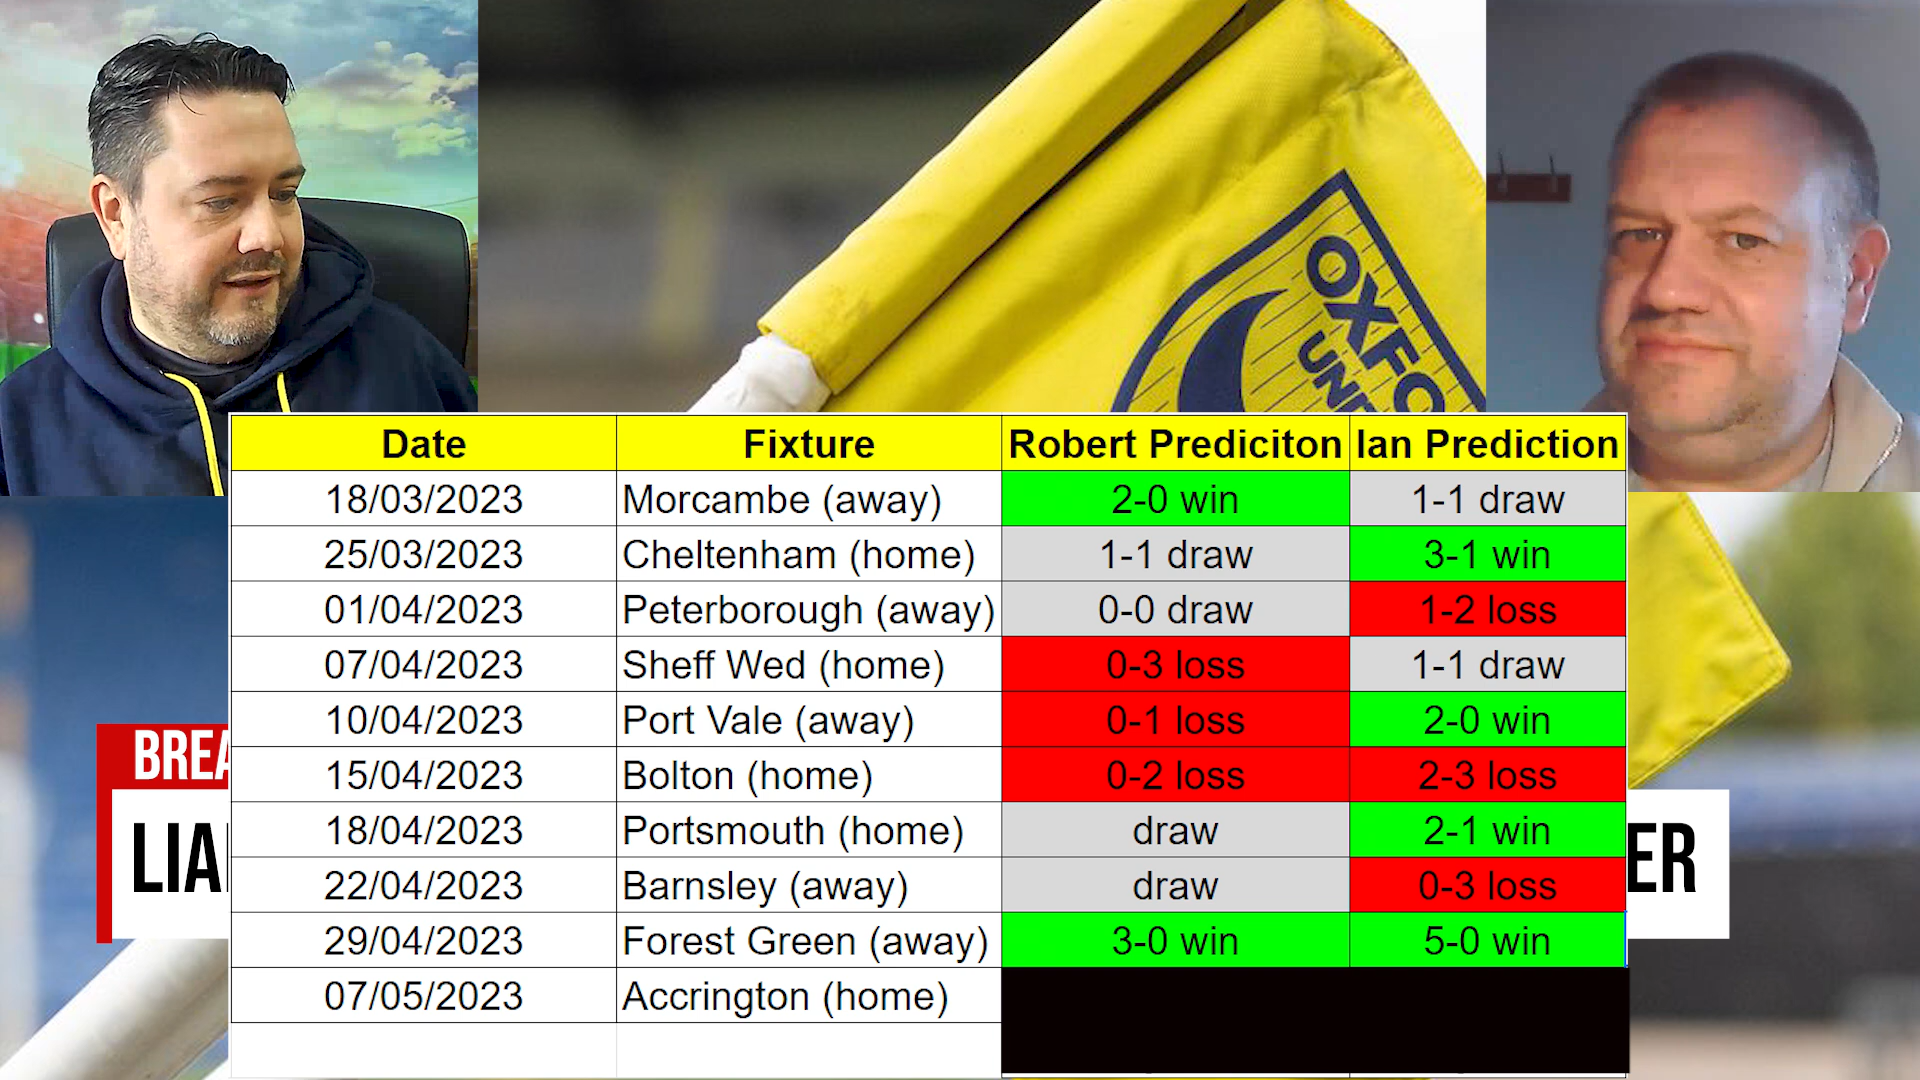 OXFO
UN
Date Fixture Robert Prediciton Ian Prediction
18/03/2023 Morcambe (away) 2-0 win 1-1 draw
25/03/2023 Cheltenham (home) 1-1 draw 3-1 win
01/04/2023 Peterborough (away) 0-0 draw 1-2 loss
07/04/2023 Sheff Wed (home) 0-3 loss 1-1 draw
10/04/2023 Port Vale (away) 0-1 loss 2-0 win
15/04/2023 Bolton (home) 0-2 loss 2-3 loss
18/04/2023 Portsmouth (home) draw 2-1 win
22/04/2023 Barnsley (away) draw 0-3 loss
29/04/2023 Forest Green (away) 3-0 win 5-0 win
07/05/2023 Accrington (home)
BREA
LIA ER